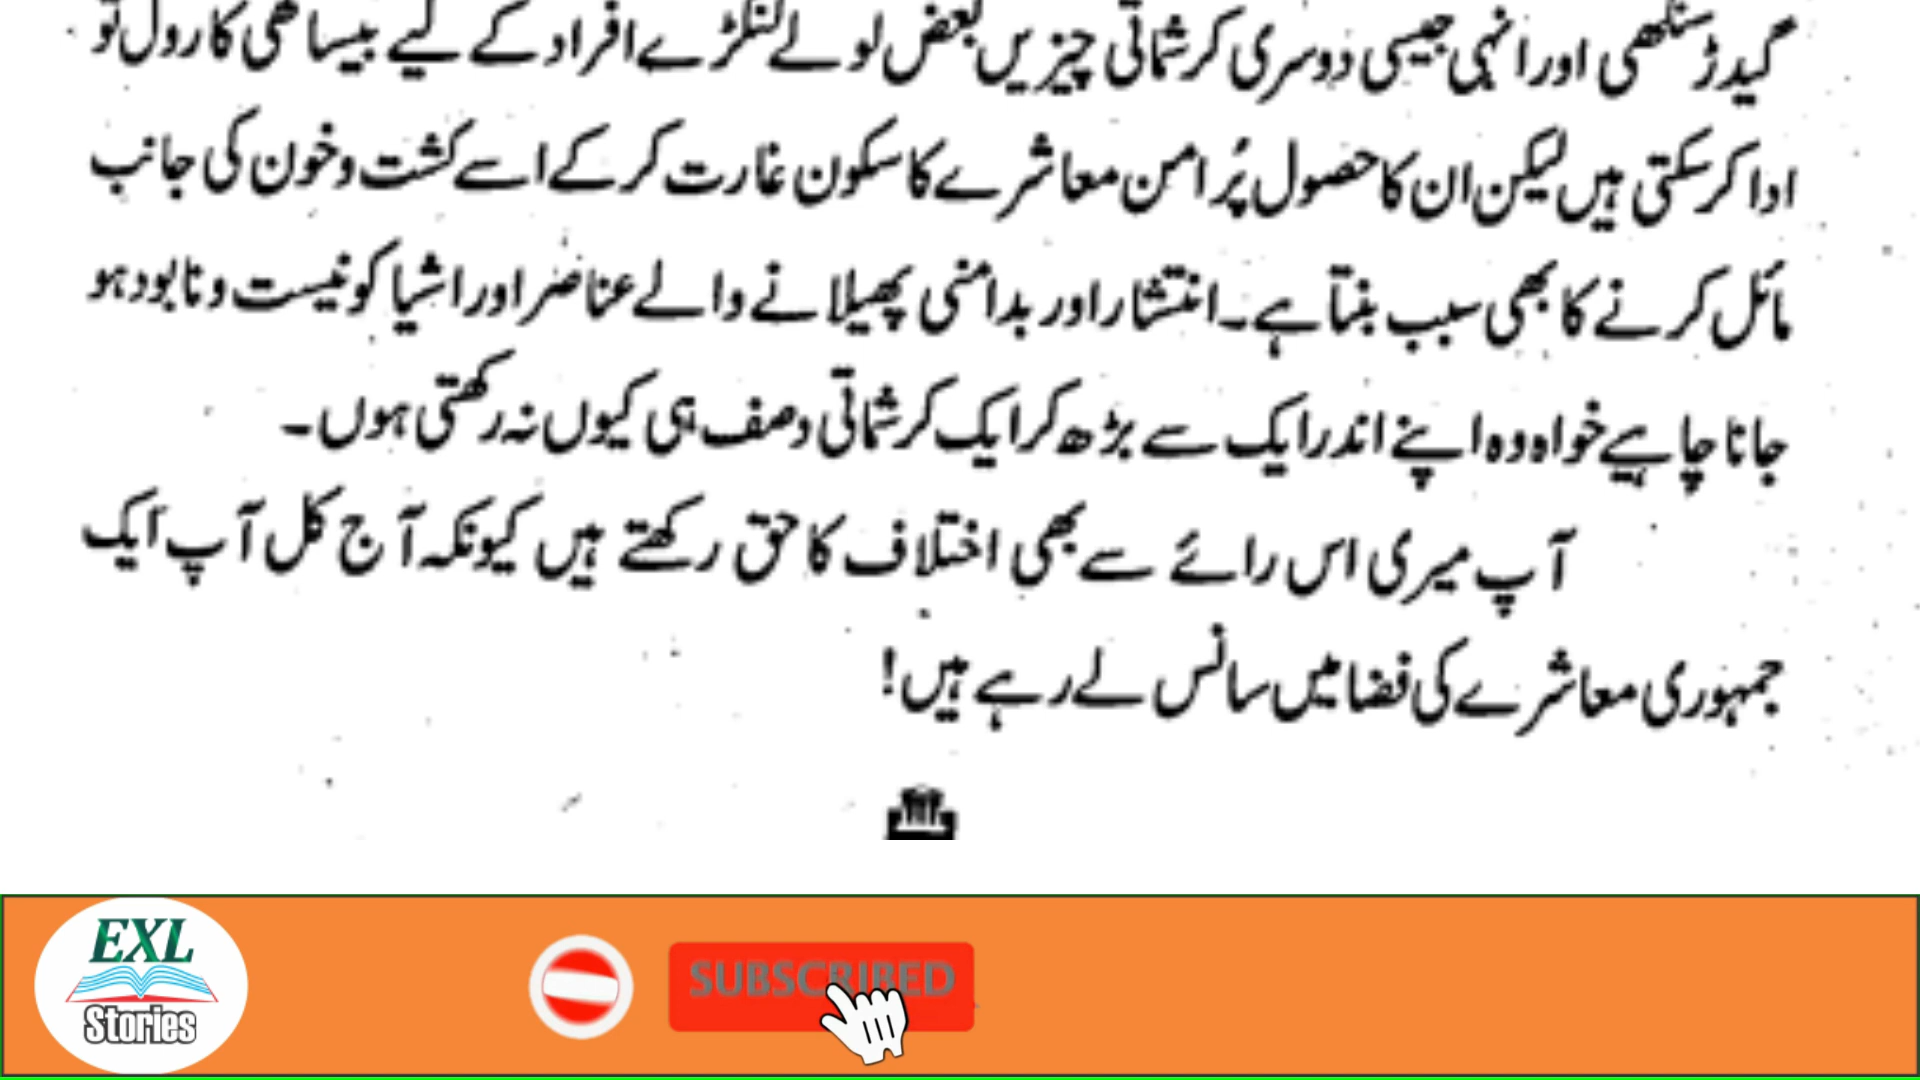 گیدڑ سنگھی اور انہی جیسی دوسری کرشماتی چیزیں بعض لولے لنگڑے افراد کے لیے بیساکھی کا رول تو
ادا کر سکتی ہیں لیکن ان کا حصول پُر امن معاشرے کا سکون غارت کر کے اسے کشت و خون کی جانب
مائل کرنے کا بھی سبب بنتا ہے۔ انتشار اور بدامنی پھیلانے والے عناصر اور اشیا کو نیست و نابود ہو
جانا چاہیے خواہ وہ اپنے اندر ایک سے بڑھ کر ایک کرشماتی وصف ہی کیوں نہ رکھتی ہوں۔
آپ میری اس رائے سے بھی اختلاف کا حق رکھتے ہیں کیونکہ آج کل آپ ایک
جمہوری معاشرے کی فضا میں سانس لے رہے ہیں!
EXL
Stories
SUBSCRIBED